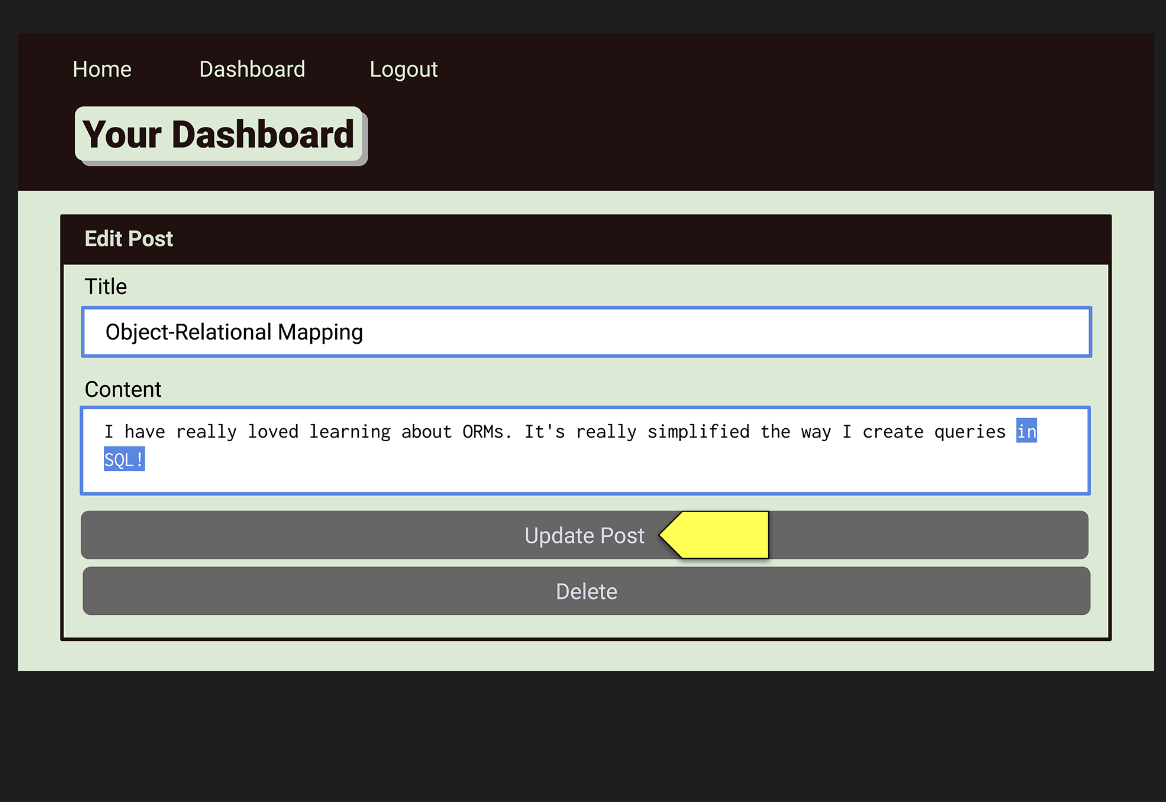 Home Dashboard Logout
Your Dashboard
Edit Post
Title
Object-Relational Mapping
Content
I have really loved learning about ORMs. It's really simplified the way I create queries in
SQL!
Update Post
Delete